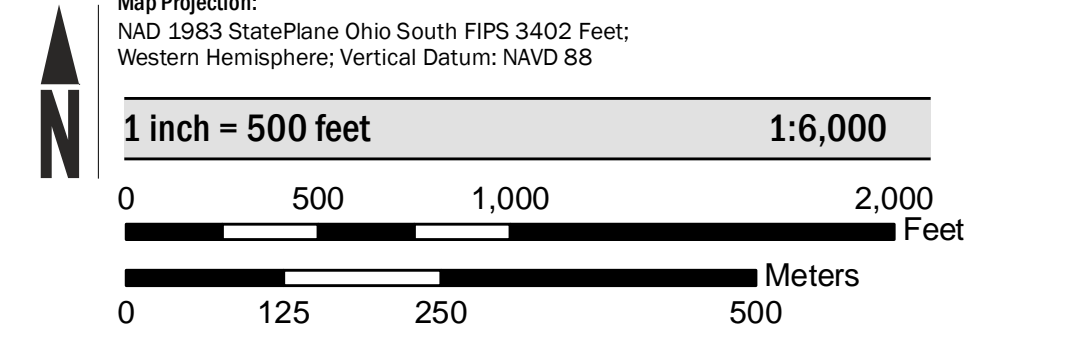 Map Projection:
NAD 1983 StatePlane Ohio South FIPS 3402 Feet;
Western Hemisphere; Vertical Datum: NAVD 88
N
1 inch = 500 feet 1:6,000
0 500 1,000 2,000
Feet
Meters
0 125 250 500